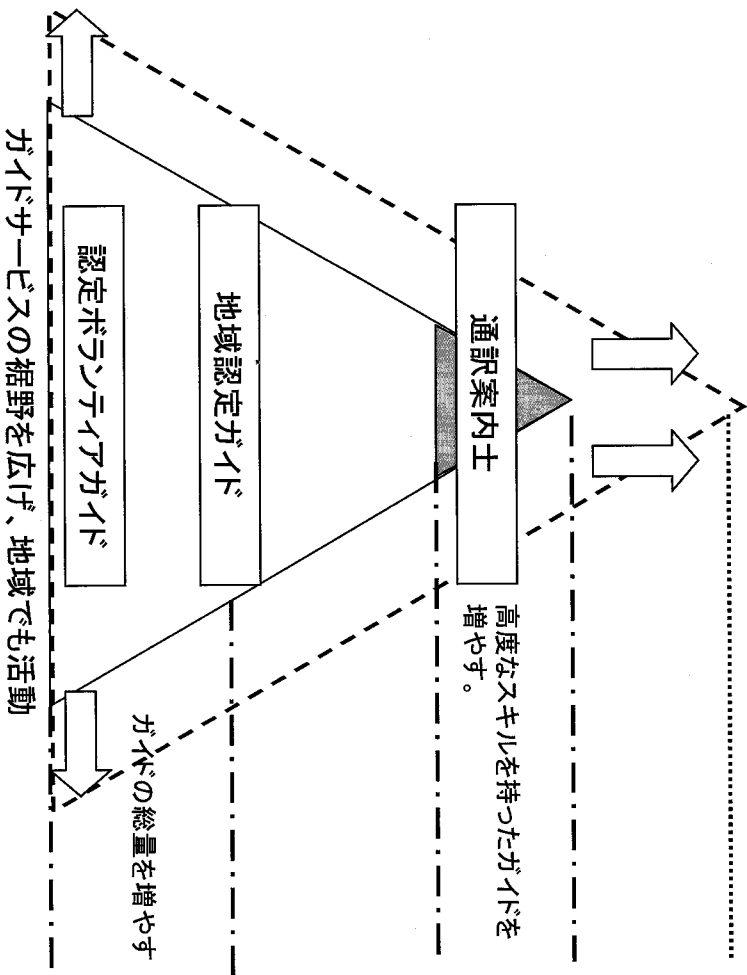 通訳案内士
高度なスキルを持ったガイドを
増やす。
地域認定ガイド
ガイドの総量を増やす
認定ボランティアガイド
ガイドサービスの裾野を広げ、地域でも活動